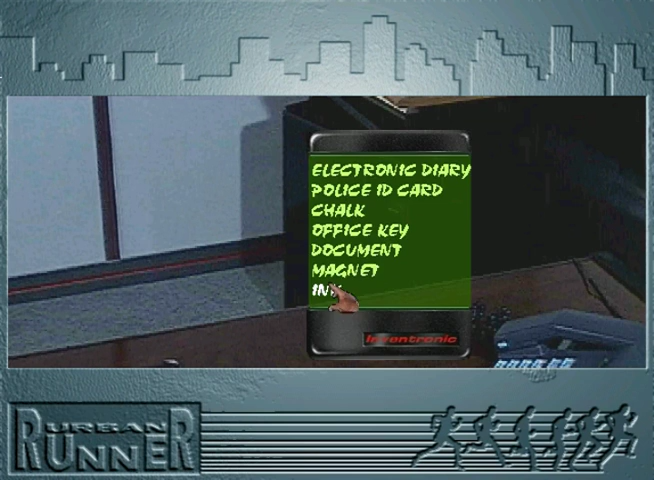 ELECTRONIC DIARY
POLICE ID CARD
CHALK
OFFICE KEY
DOCUMENT
MAGNET
Inventronic
URBAN
RUNNER